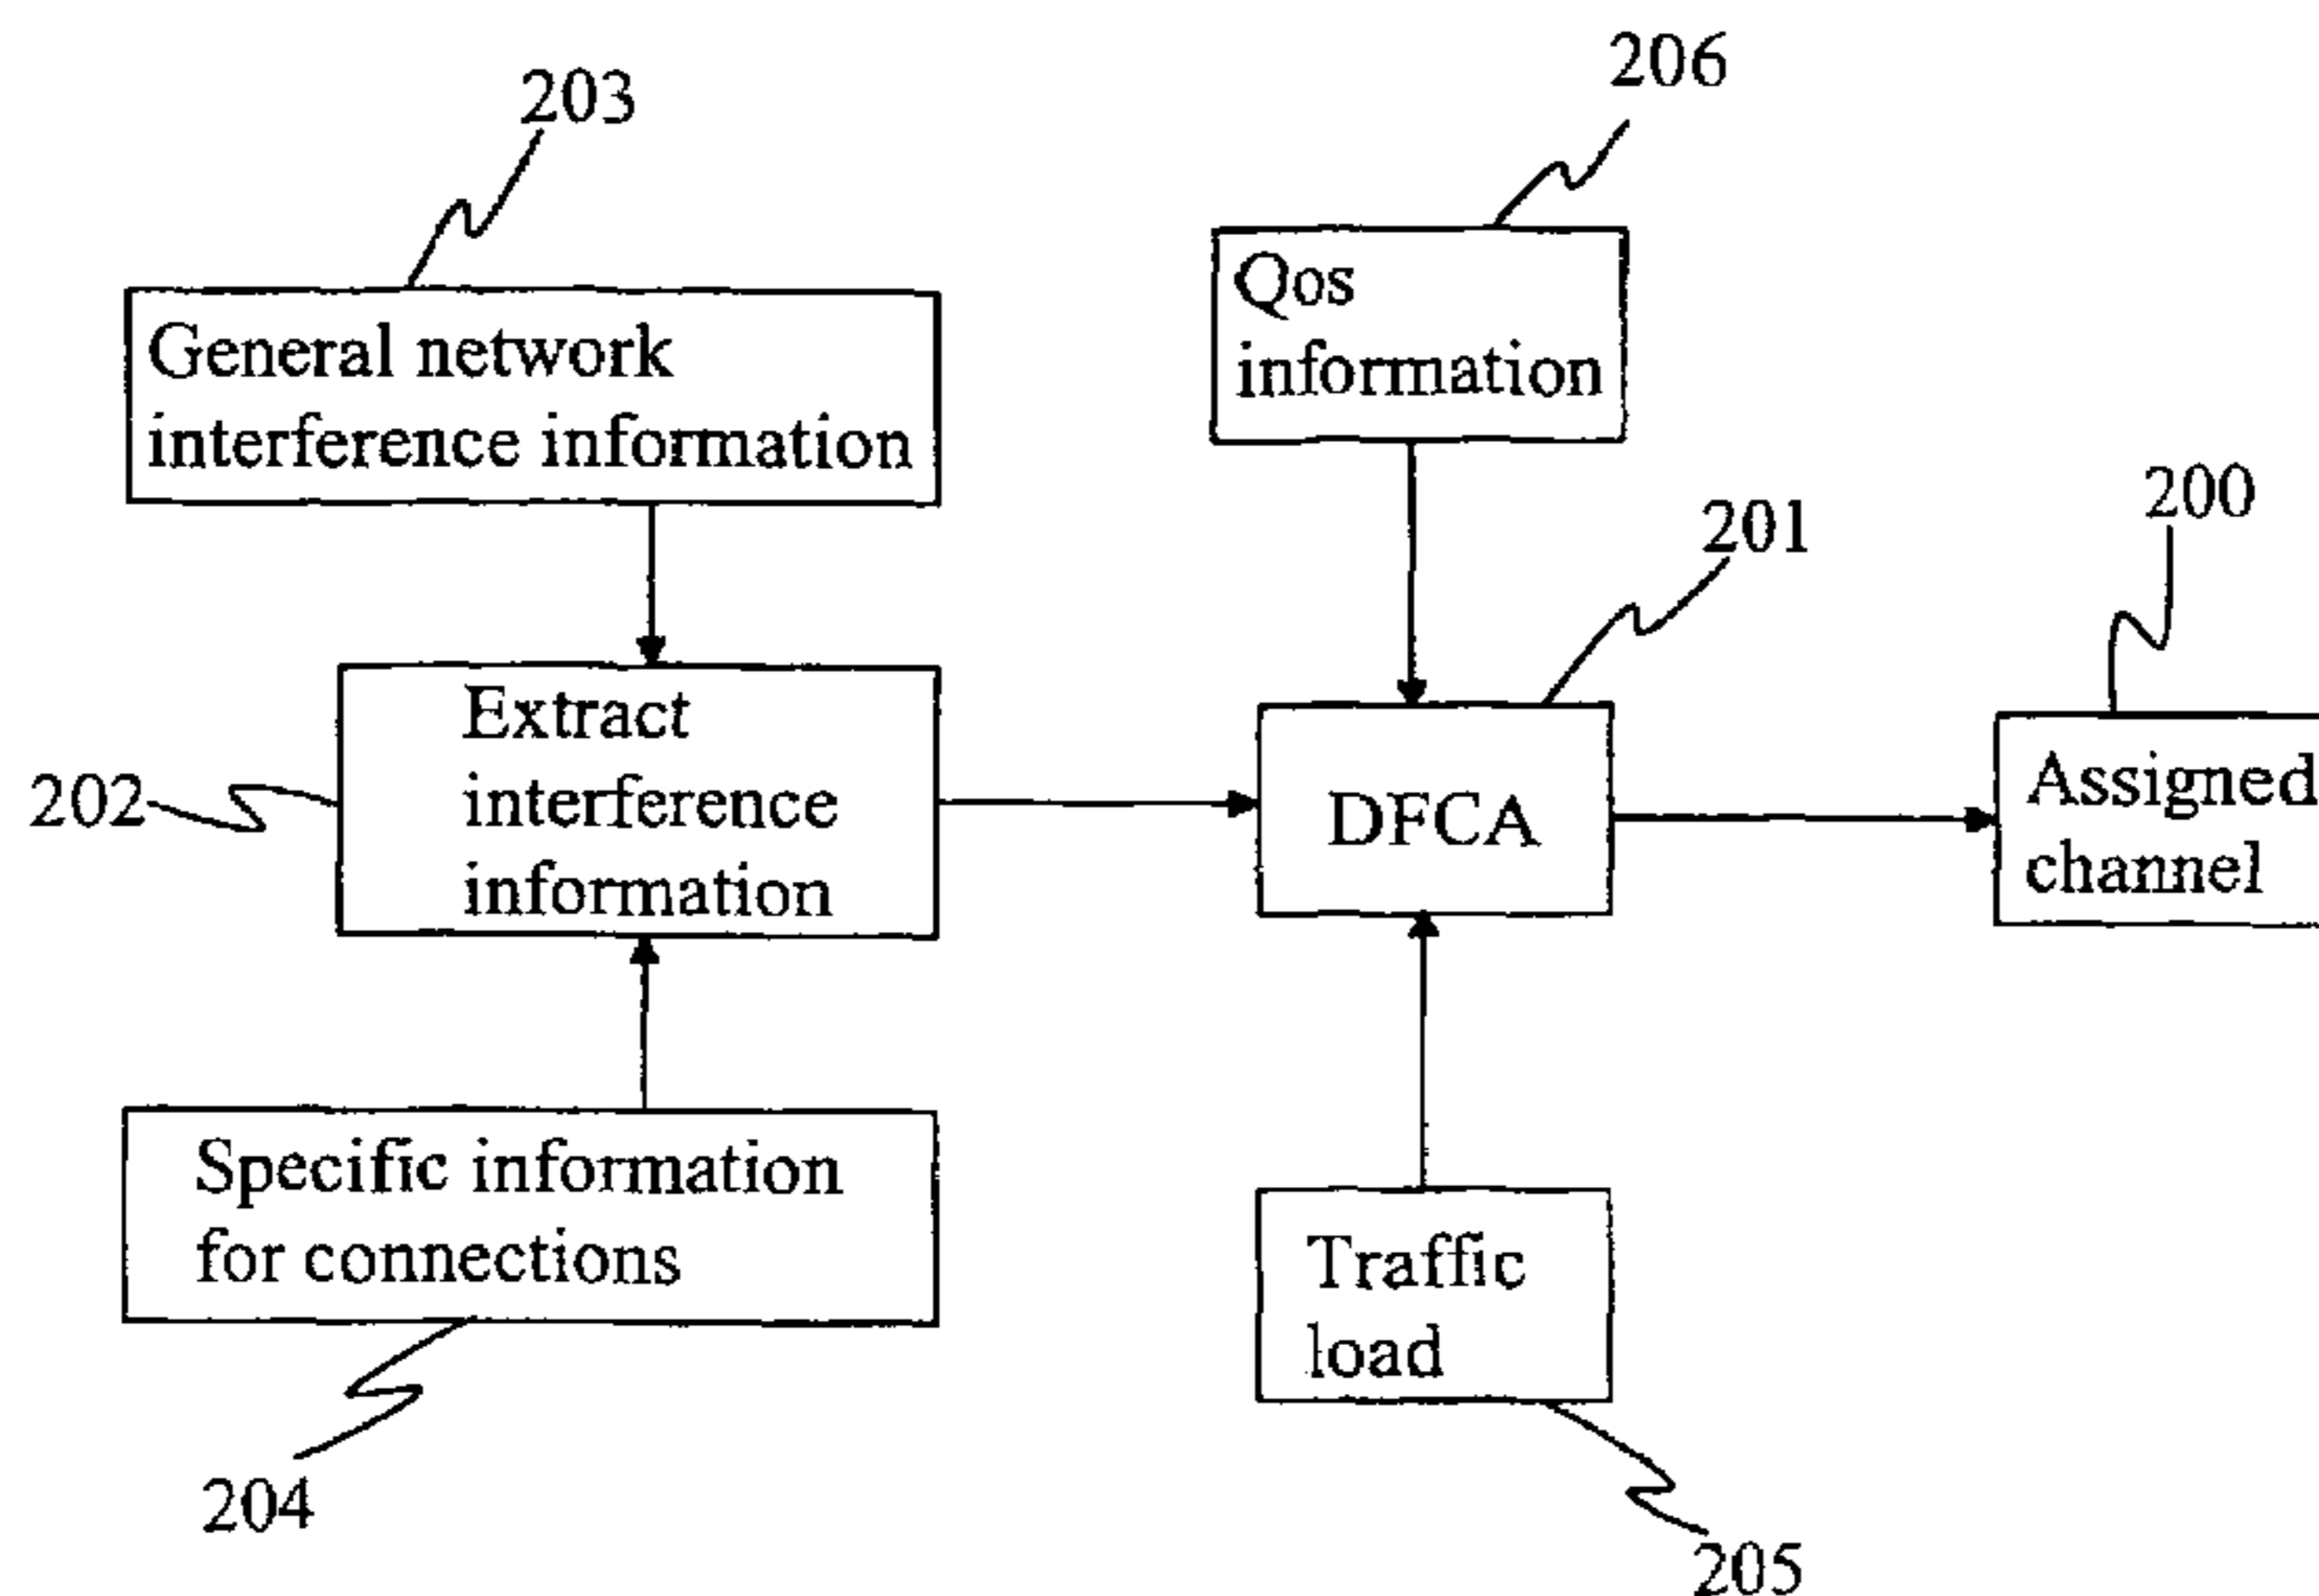 203
206
General network
interference information
Qos
information
201
200
202
Extract
interference
information
DFCA
Assigned
channel
Specific information
for connections
Traffic
load
204
205